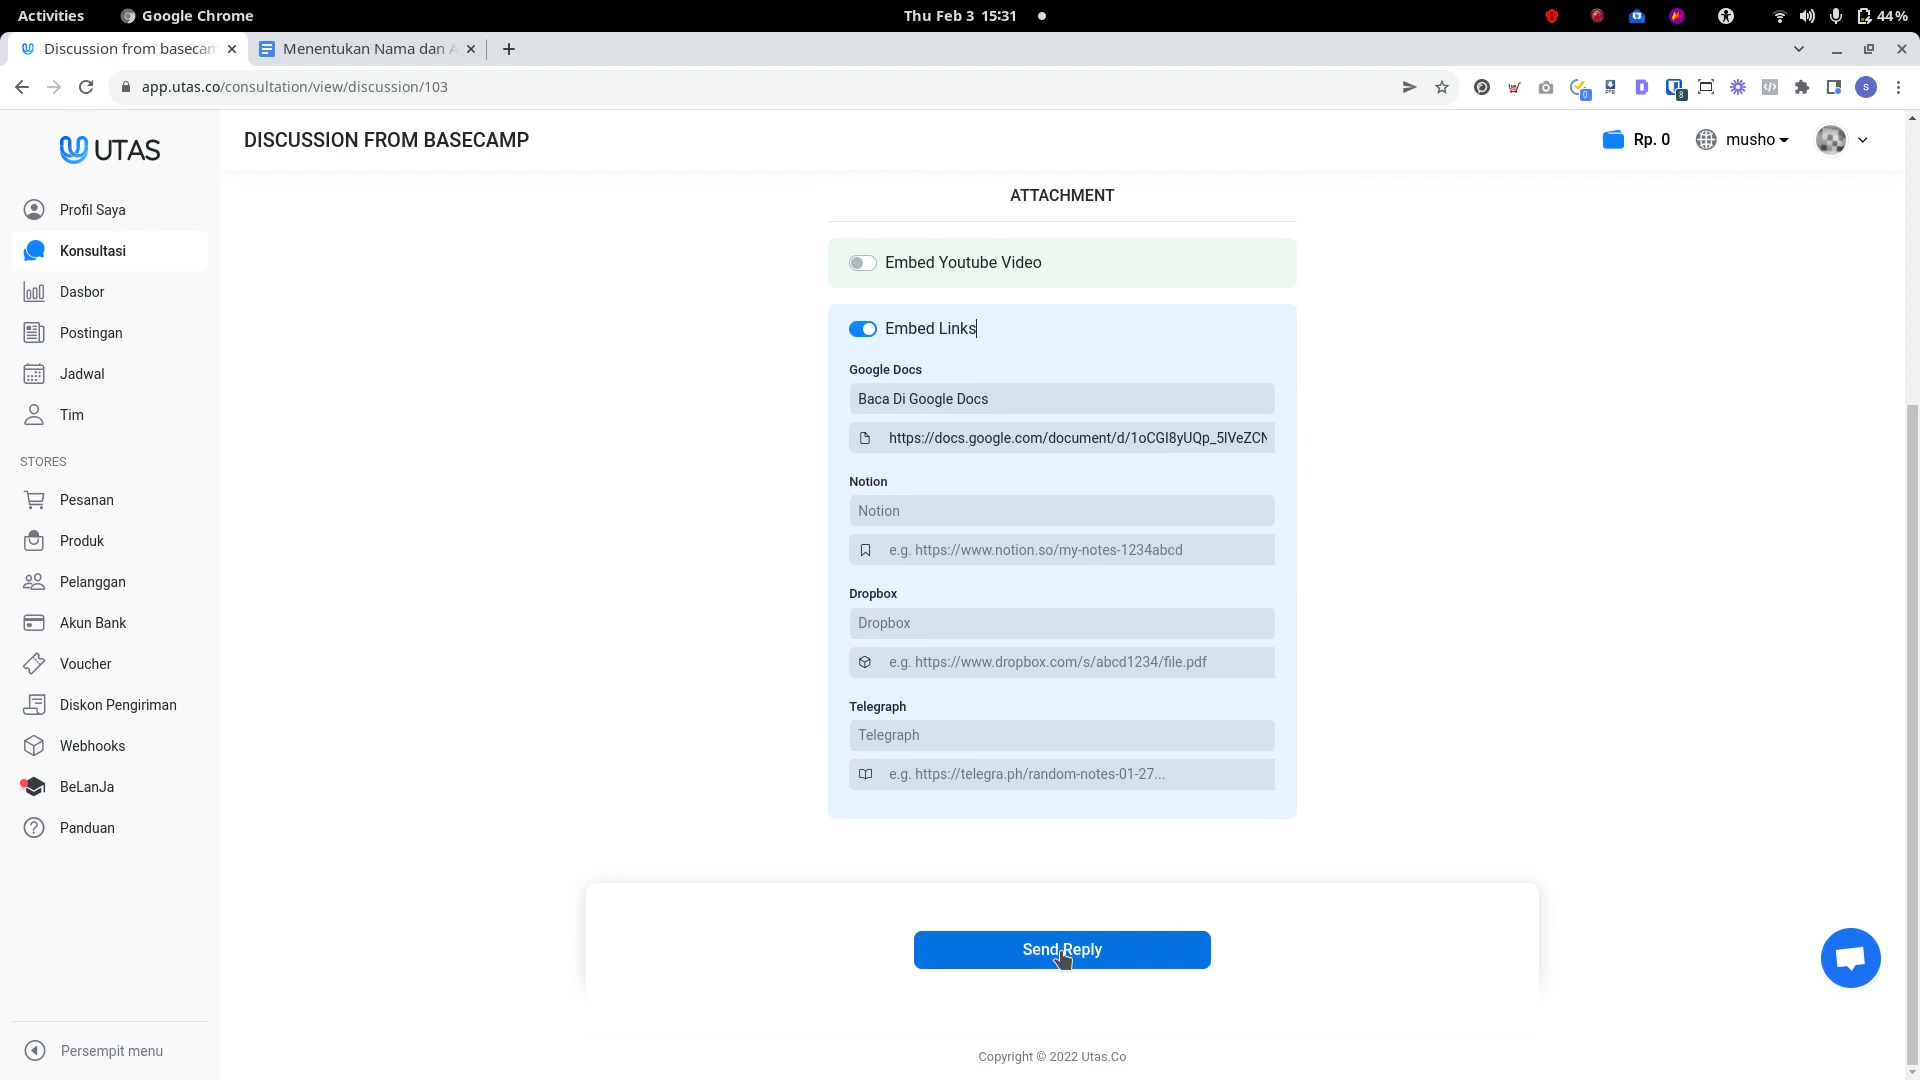 Activities
Google Chrome
Thu Feb 3 15:31
44%
Discussion from basecam
Menentukan Nama dan A
app.utas.co/consultation/view/discussion/103
0
8
S
UTAS
DISCUSSION FROM BASECAMP
Rp. 0
musho
Profil Saya
Konsultasi
Dasbor
Postingan
Jadwal
Tim
STORES
Pesanan
Produk
Pelanggan
Akun Bank
Voucher
Diskon Pengiriman
Webhooks
BeLanJa
Panduan
Persempit menu
ATTACHMENT
Embed Youtube Video
Embed Links
Google Docs
Baca Di Google Docs
https://docs.google.com/document/d/1oCGI8yUQp_5lVeZCN
Notion
Notion
e.g. https://www.notion.so/my-notes-1234abcd
Dropbox
Dropbox
e.g. https://www.dropbox.com/s/abcd1234/file.pdf
Telegraph
Telegraph
e.g. https://telegra.ph/random-notes-01-27...
Send Reply
Copyright © 2022 Utas.Co